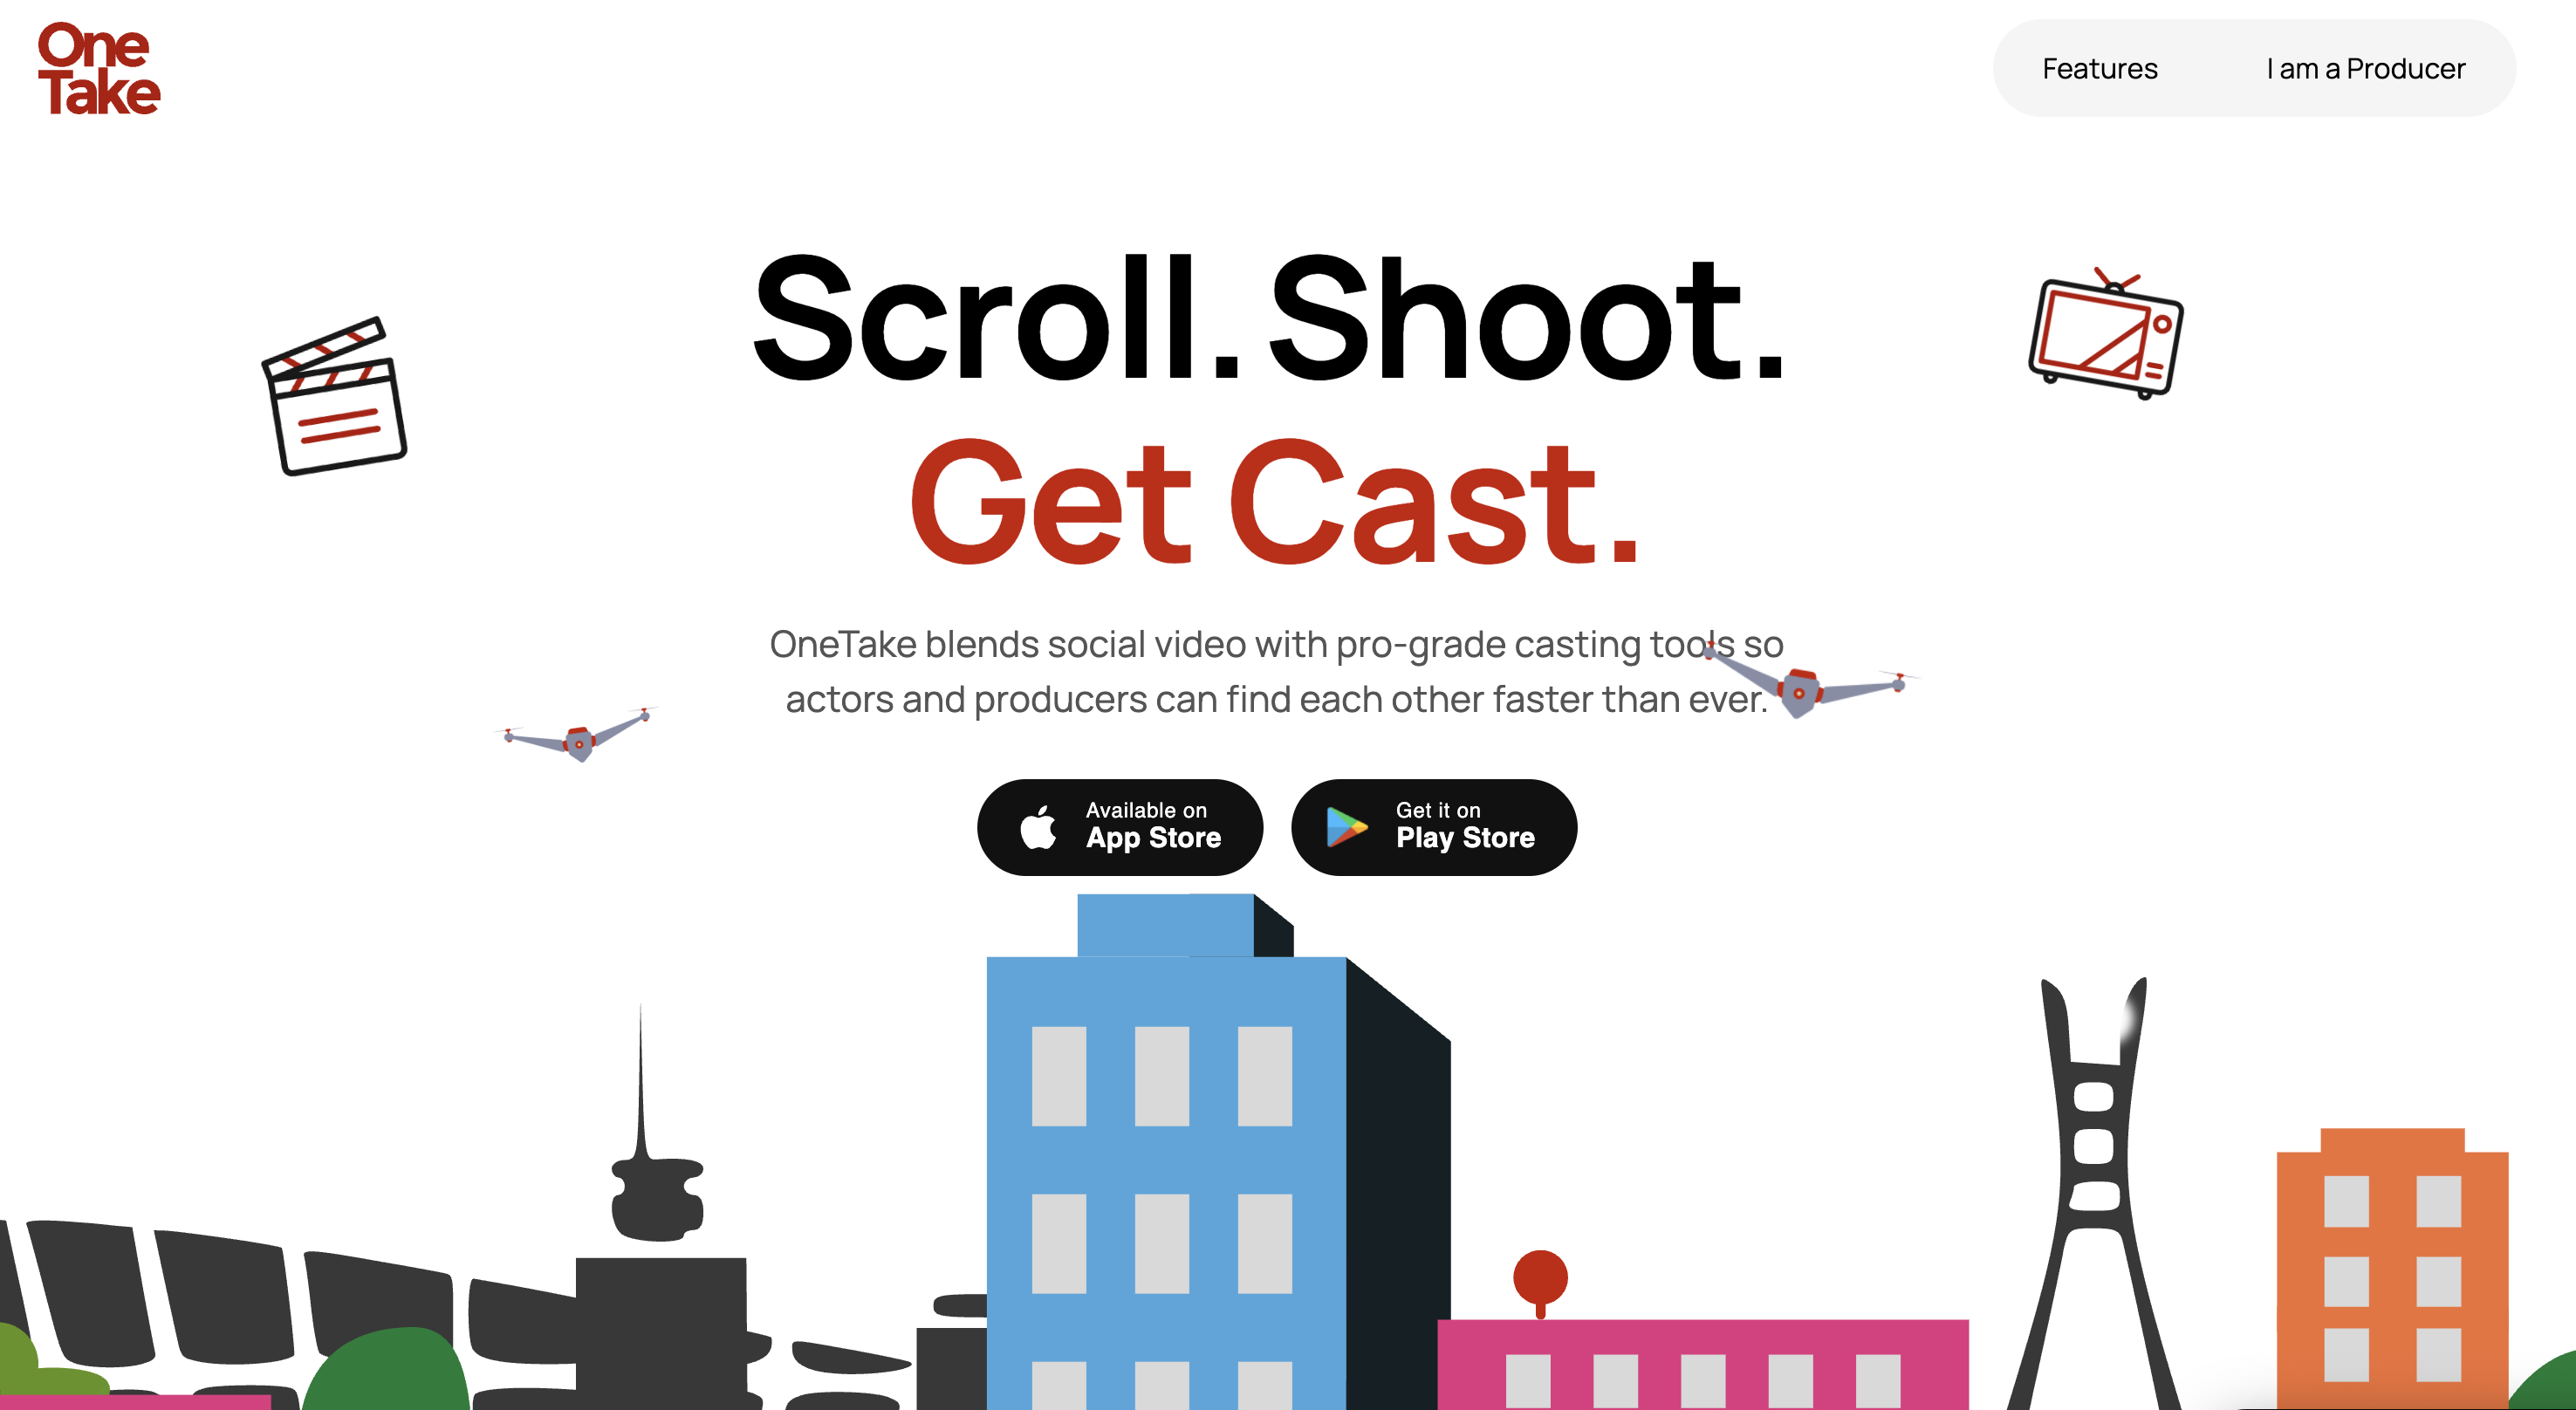 One
Take
Features
I am a Producer
Scroll. Shoot.
Get Cast.
OneTake blends social video with pro-grade casting tools so
actors and producers can find each other faster than ever.
Available on
App Store
Get it on
Play Store